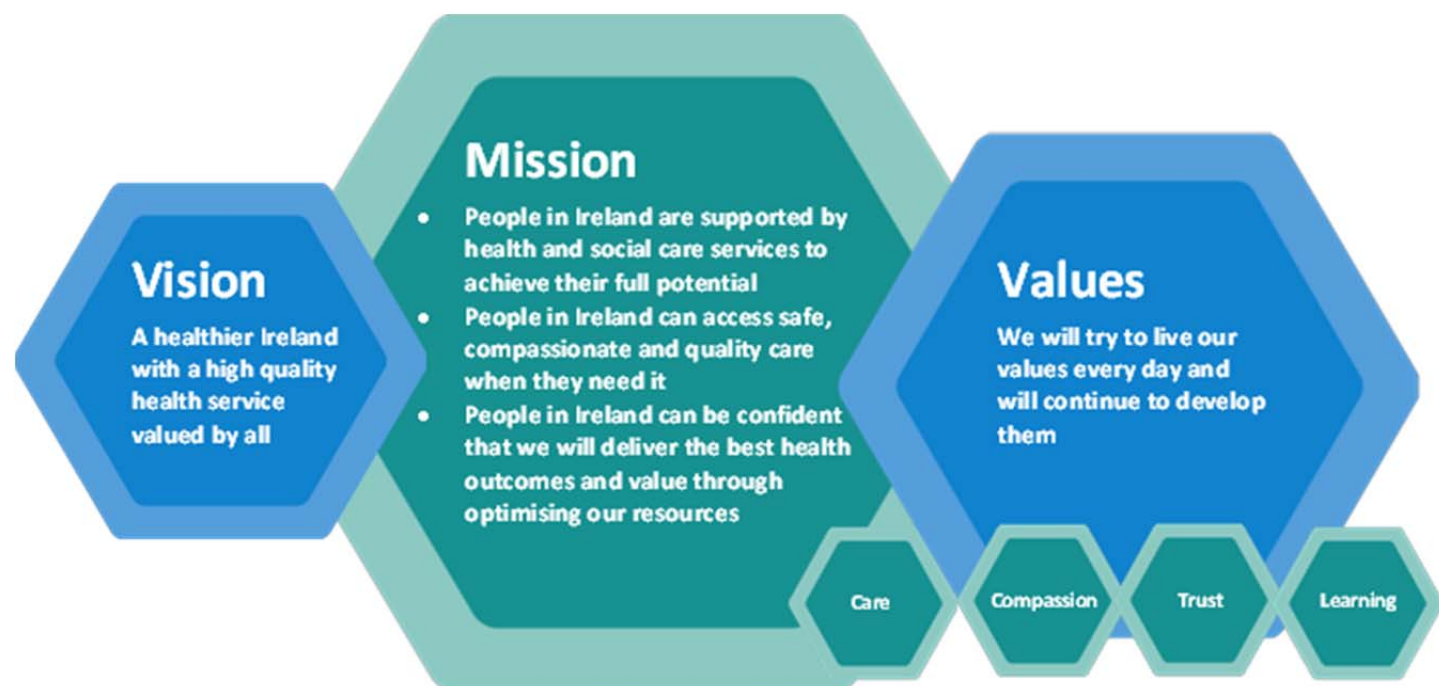 Vision
A healthier Ireland
with a high quality
health service
valued by all
Mission
• People in Ireland are supported by
health and social care services to
achieve their full potential
• People in Ireland can access safe,
compassionate and quality care
when they need it
• People in Ireland can be confident
that we will deliver the best health
outcomes and value through
optimising our resources
Values
We will try to live our
values every day and
will continue to develop
them
Care
Compassion
Trust
Learning